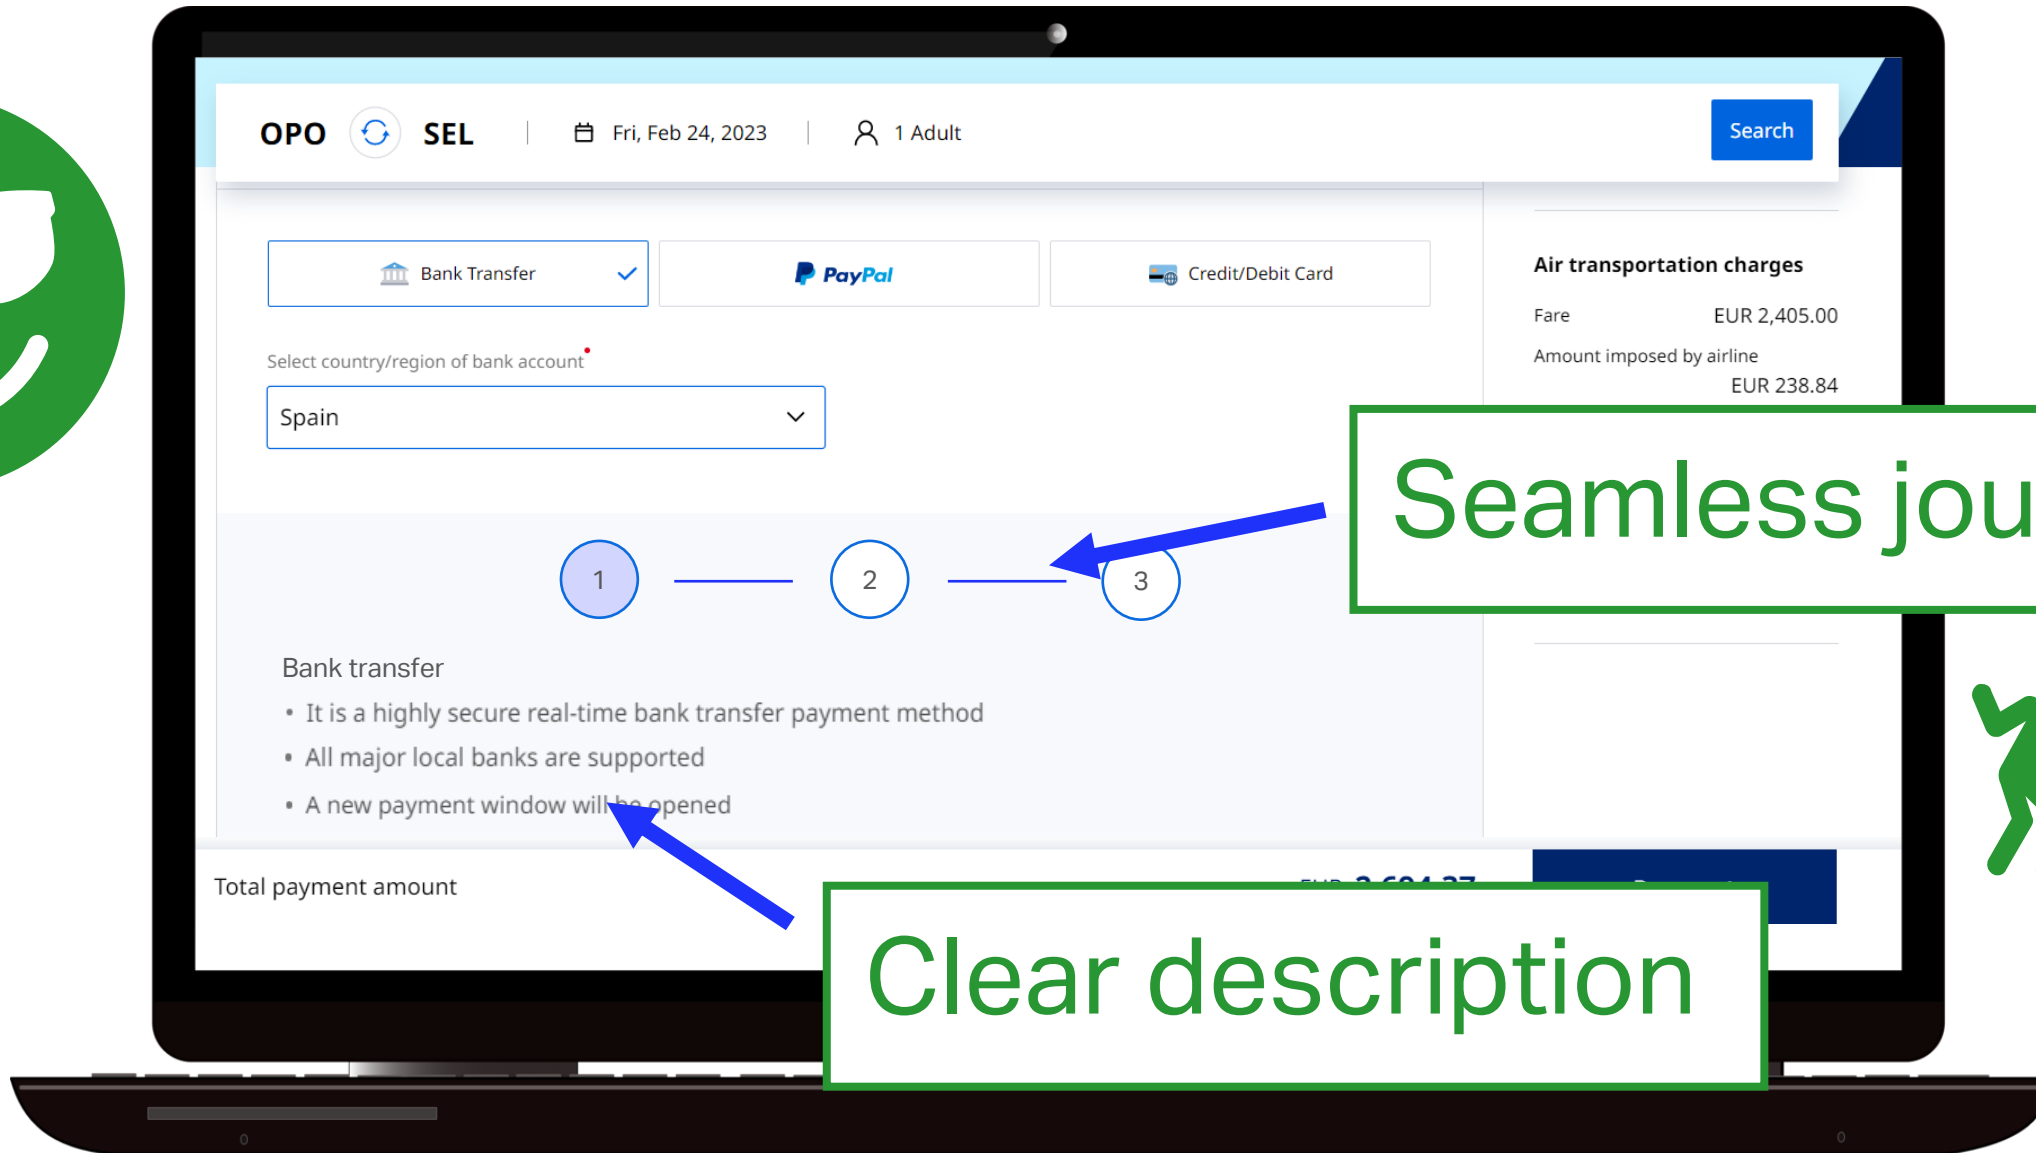 OPO SEL Fri, Feb 24, 2023 1 Adult Search
Bank Transfer PayPal Credit/Debit Card
Select country/region of bank account
Spain
Air transportation charges
Fare EUR 2,405.00
Amount imposed by airline
EUR 238.84
Seamless jou
1 2 3
Bank transfer
• It is a highly secure real-time bank transfer payment method
• All major local banks are supported
• A new payment window will be opened
Total payment amount
Clear description